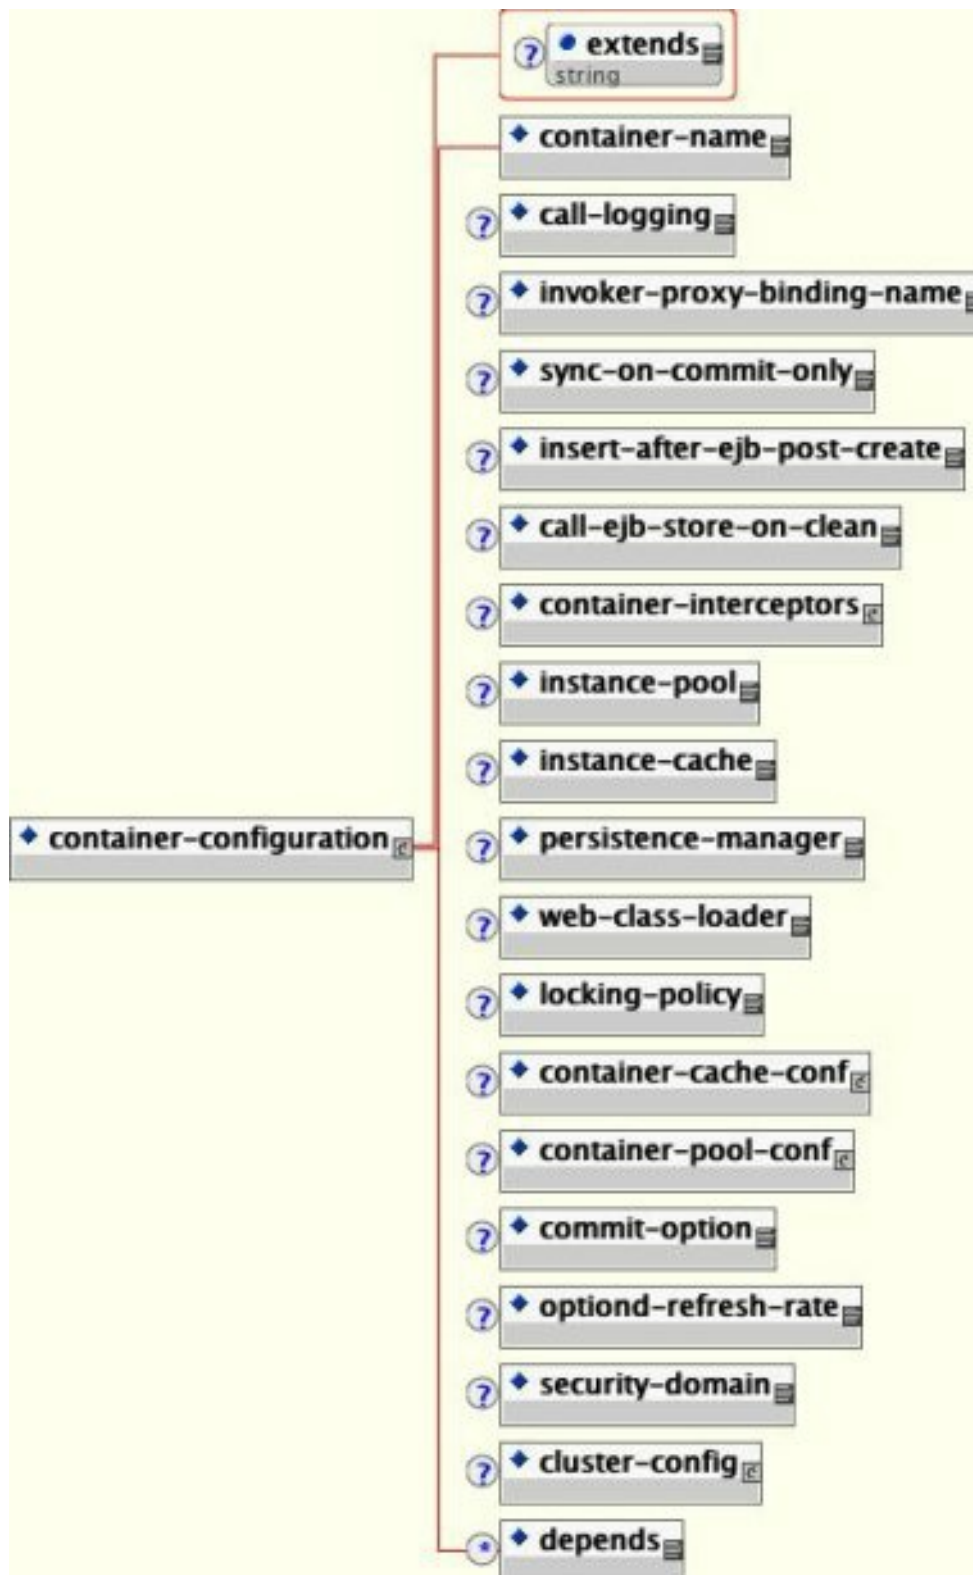 ? extends
string
container-name
? call-logging
? invoker-proxy-binding-name
? sync-on-commit-only
? insert-after-ejb-post-create
? call-ejb-store-on-clean
? container-interceptors
? instance-pool
? instance-cache
container-configuration
? persistence-manager
? web-class-loader
? locking-policy
? container-cache-conf
? container-pool-conf
? commit-option
? optiond-refresh-rate
? security-domain
? cluster-config
* depends